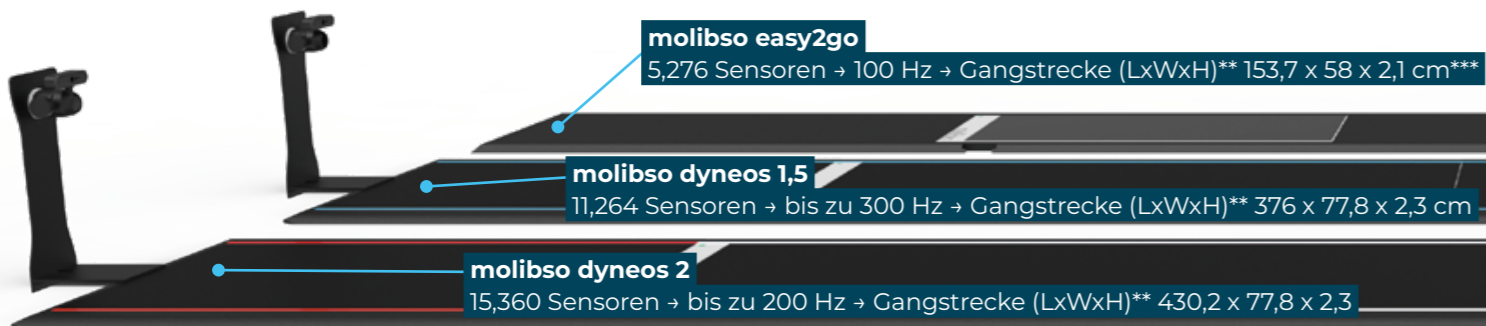 molibso easy2go
5,276 Sensoren → 100 Hz → Gangstrecke (LxWxH)** 153,7 x 58 x 2,1 cm***
molibso dyneos 1,5
11,264 Sensoren → bis zu 300 Hz → Gangstrecke (LxWxH)** 376 x 77,8 x 2,3 cm
molibso dyneos 2
15,360 Sensoren → bis zu 200 Hz → Gangstrecke (LxWxH)** 430,2 x 77,8 x 2,3